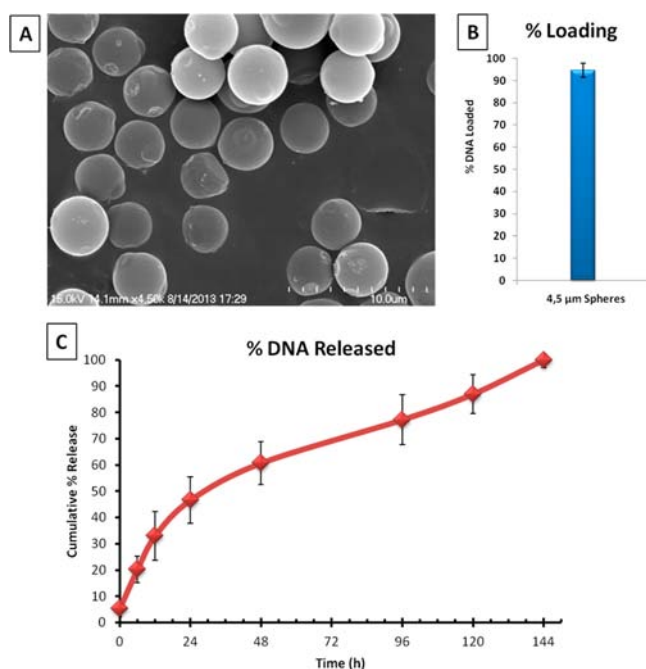 A
15.0kV 14.1mm x4.50k 8/14/2013 17:29
10.0um
B
% Loading
% DNA Loaded
100
90
80
70
60
50
40
30
20
10
0
4,5 µm Spheres
C
% DNA Released
Cumulative % Release
100
90
80
70
60
50
40
30
20
10
0
0 24 48 72 96 120 144
Time (h)